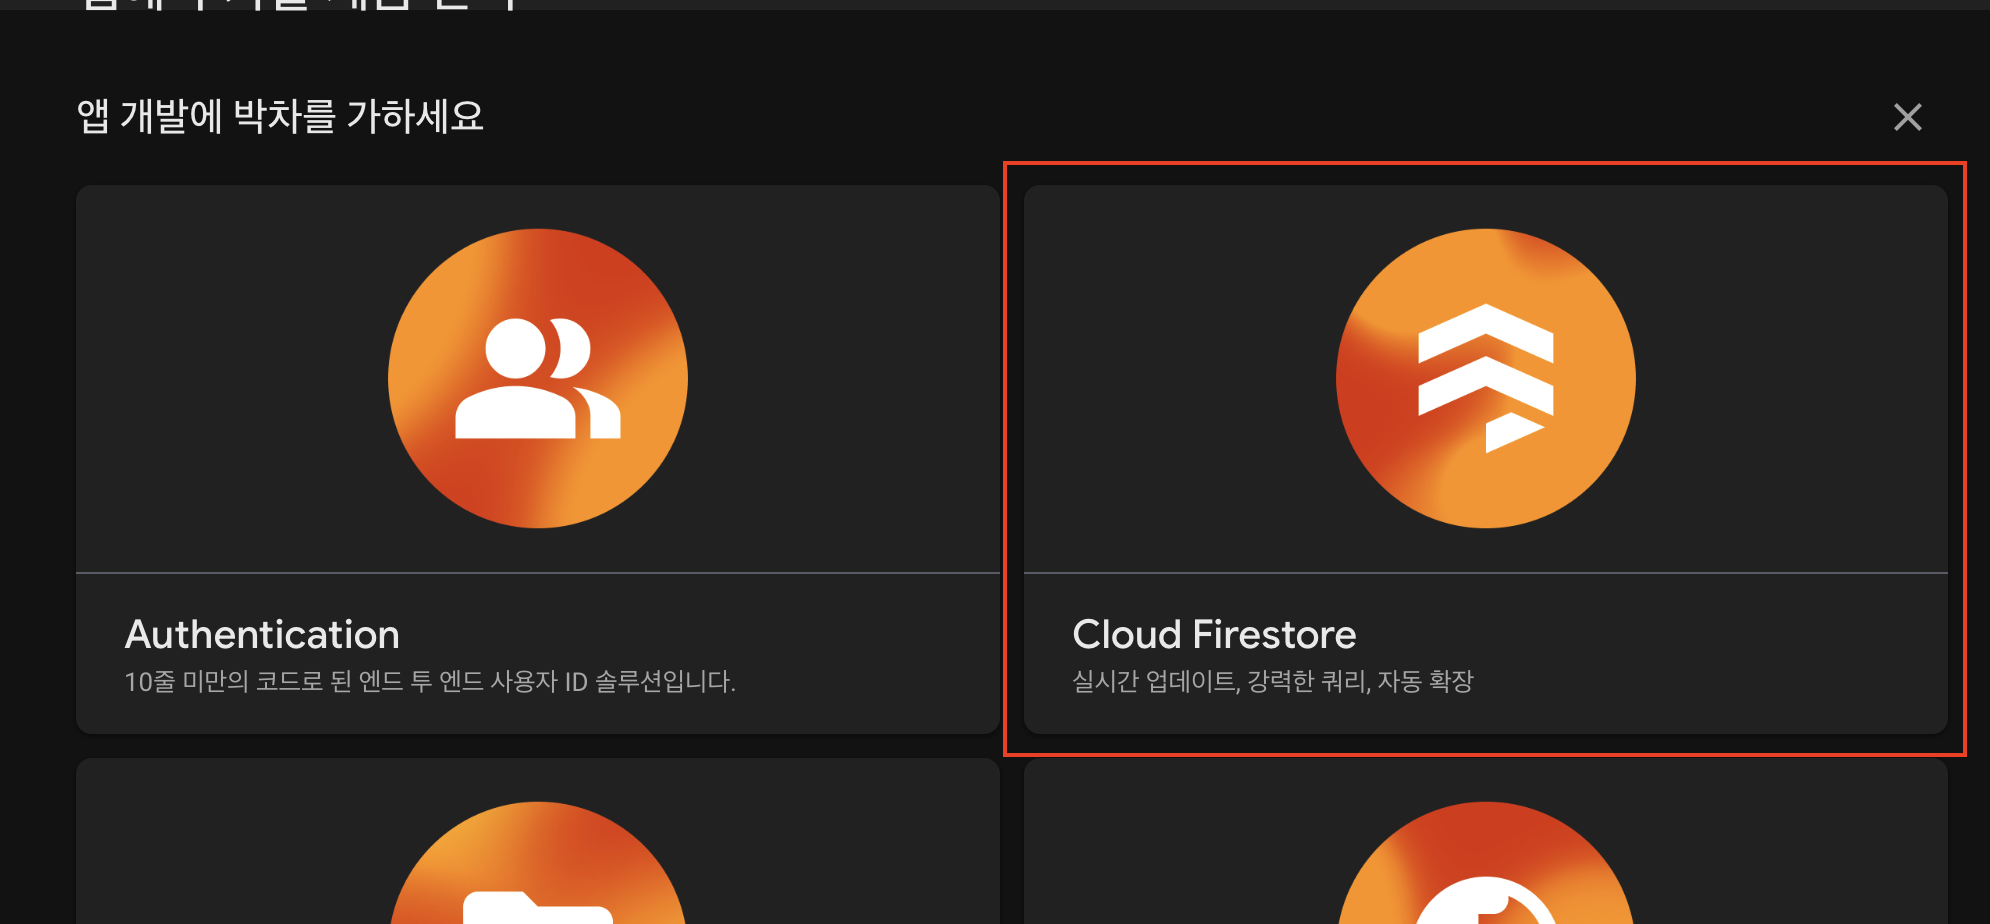 앱 개발에 박차를 가하세요
Authentication
10줄 미만의 코드로 된 엔드 투 엔드 사용자 ID 솔루션입니다.
Cloud Firestore
실시간 업데이트, 강력한 쿼리, 자동 확장